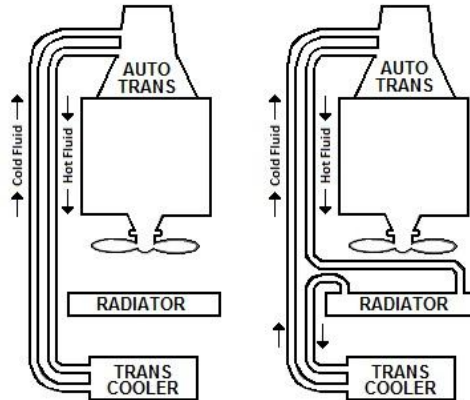 AUTO
TRANS
Cold Fluid
Hot Fluid
RADIATOR
TRANS
COOLER
AUTO
TRANS
Cold Fluid
Hot Fluid
RADIATOR
TRANS
COOLER